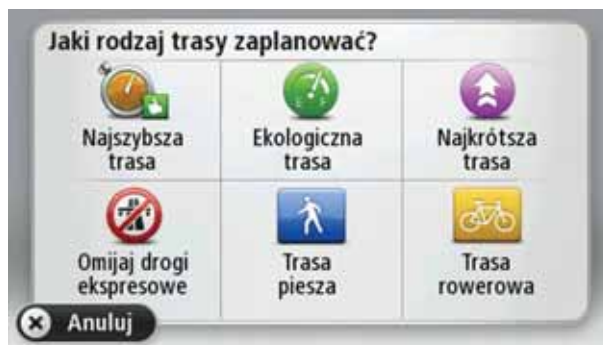 Jaki rodzaj trasy zaplanować?
Najszybsza
trasa
Ekologiczna
trasa
Najkrótsza
trasa
Omijaj drogi
ekspresowe
Trasa
piesza
Trasa
rowerowa
Anuluj